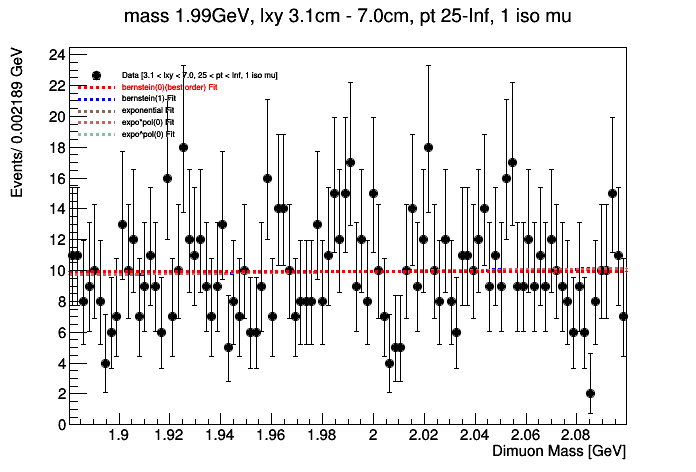 mass 1.99GeV, lxy 3.1cm - 7.0cm, pt 25-Inf, 1 iso mu
Events/ 0.002189 GeV
24
22
20
18
16
14
12
10
8
6
4
2
0
Data [3.1 < lxy < 7.0, 25 < pt < Inf, 1 iso mu]
bernstein(0)(best order) Fit
bernstein(1)-Fit
exponential Fit
expo*pol(0) Fit
expo^pol(0) Fit
1.9 1.92 1.94 1.96 1.98 2 2.02 2.04 2.06 2.08
Dimuon Mass [GeV]